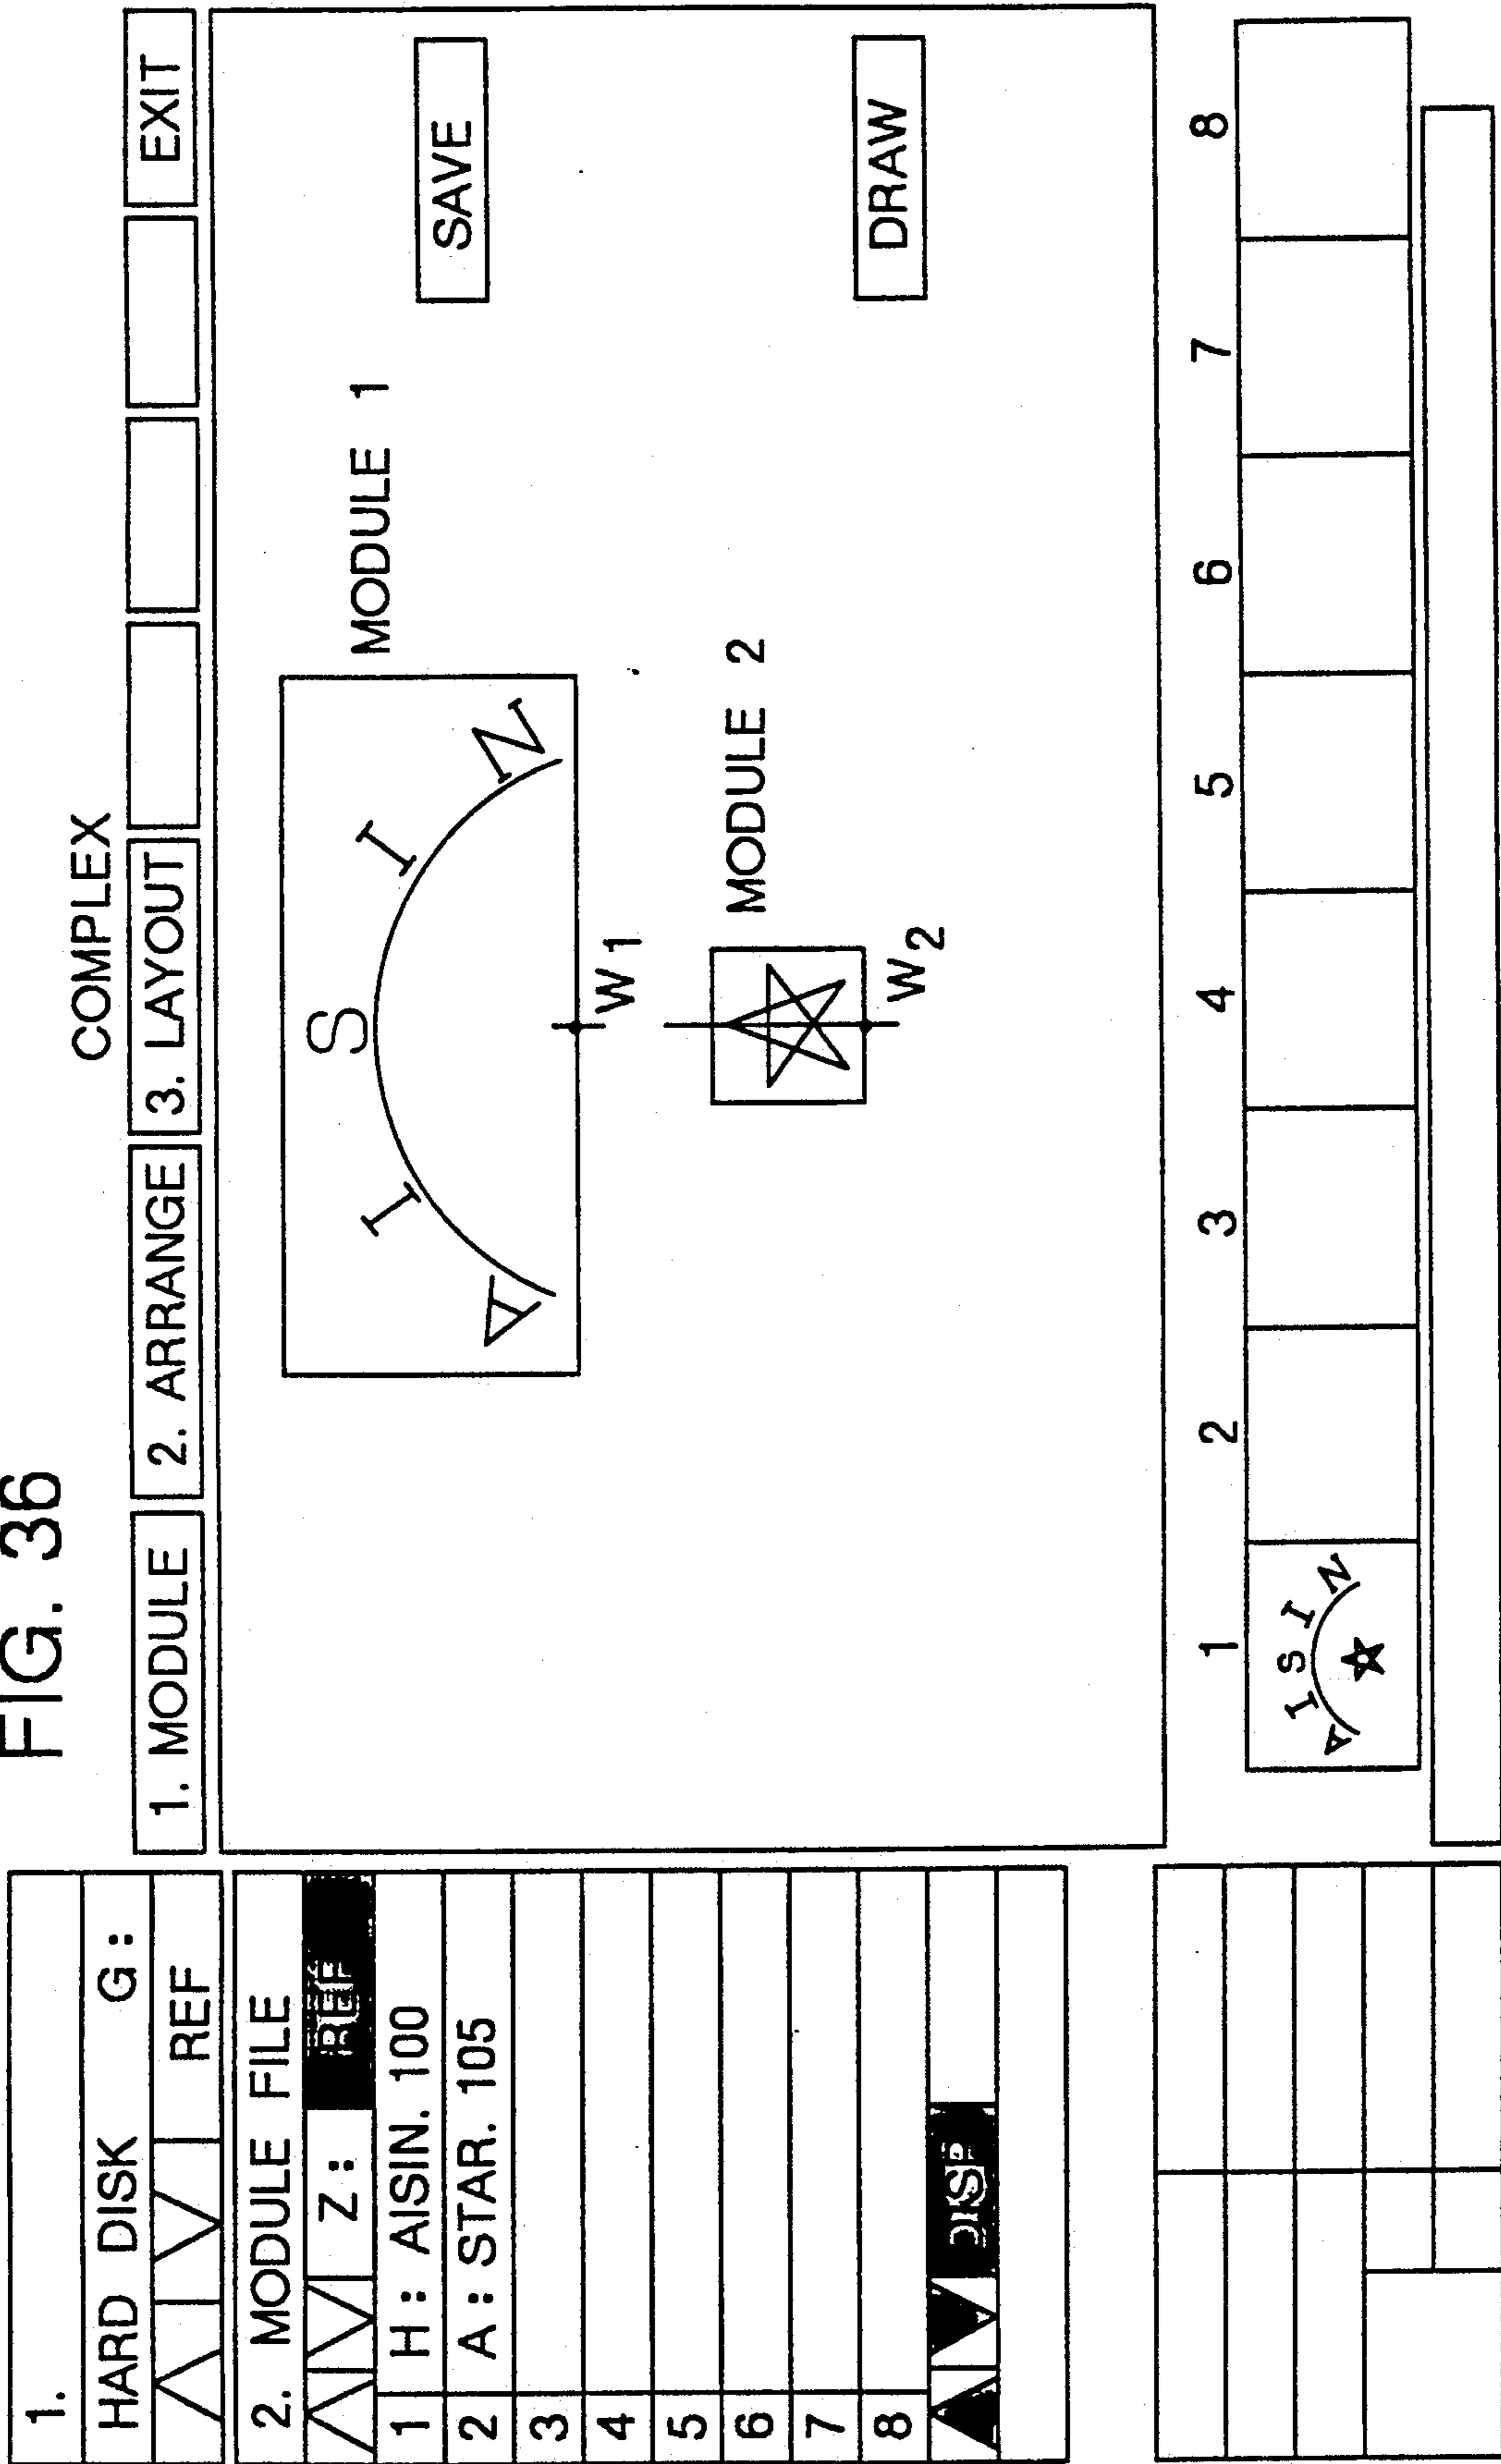 FIG. 36
COMPLEX
1. MODULE 2. ARRANGE 3. LAYOUT EXIT
1.
HARD DISK G:
REF
2. MODULE FILE
Z: REF
1 H: AISIN. 100
2 A: STAR. 105
3
4
5
6
7
8
DISP
A I S I N
MODULE 1
W1
MODULE 2
W2
SAVE
DRAW
1 2 3 4 5 6 7 8
A I S I N